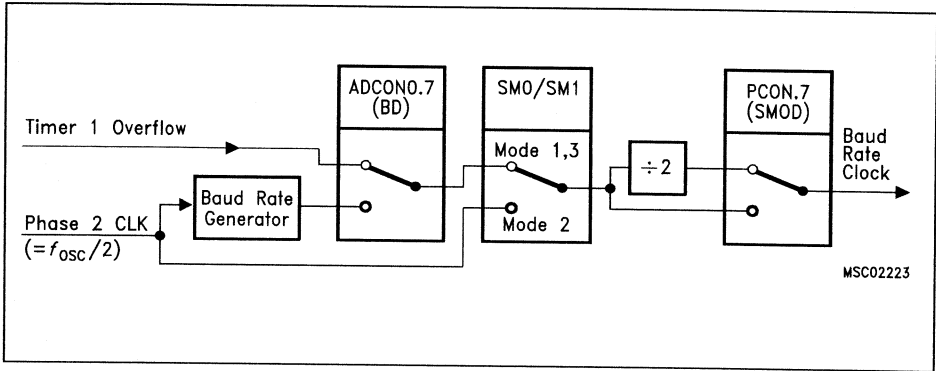 ADCON0.7
(BD)
SM0/SM1
PCON.7
(SMOD)
Timer 1 Overflow
Mode 1,3
÷2
Baud
Rate
Clock
Baud Rate
Generator
Phase 2 CLK
(=fOSC/2)
Mode 2
MSC02223